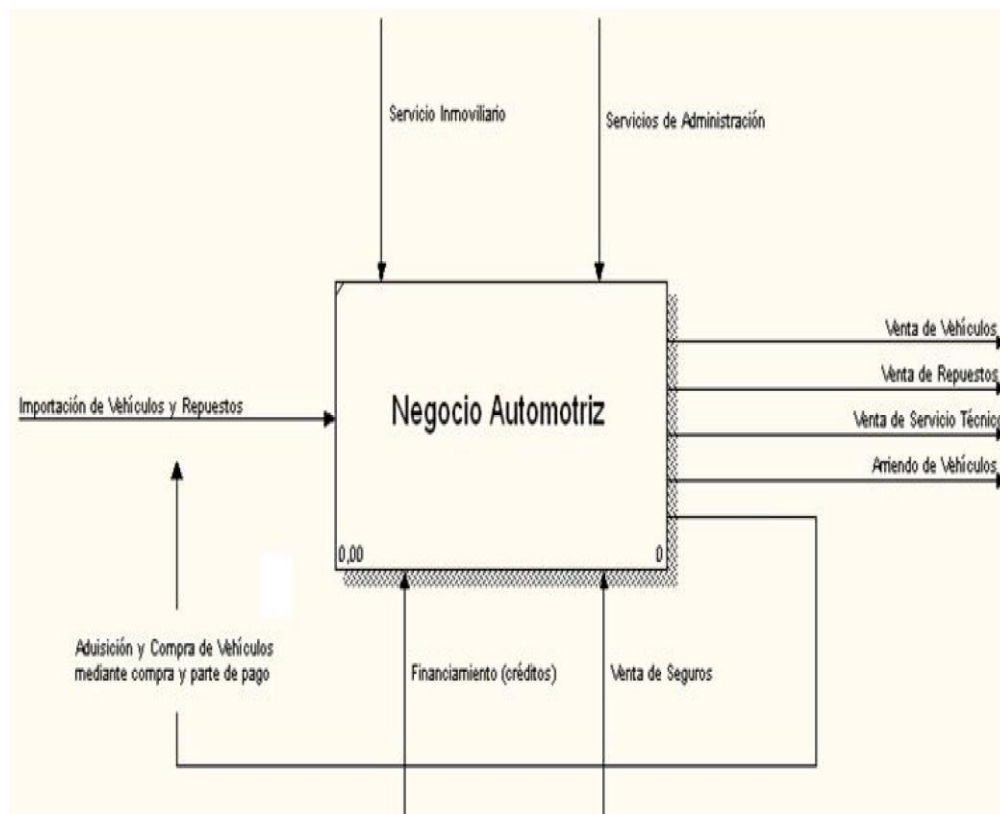 Servicio Inmoviliario
Servicios de Administración
Venta de Vehículos
Venta de Repuestos
Importación de Vehículos y Repuestos
Negocio Automotriz
Venta de Servicio Técnico
Arriendo de Vehículos
0,00
0
Aduisición y Compra de Vehículos
mediante compra y parte de pago
Financiamiento (créditos)
Venta de Seguros